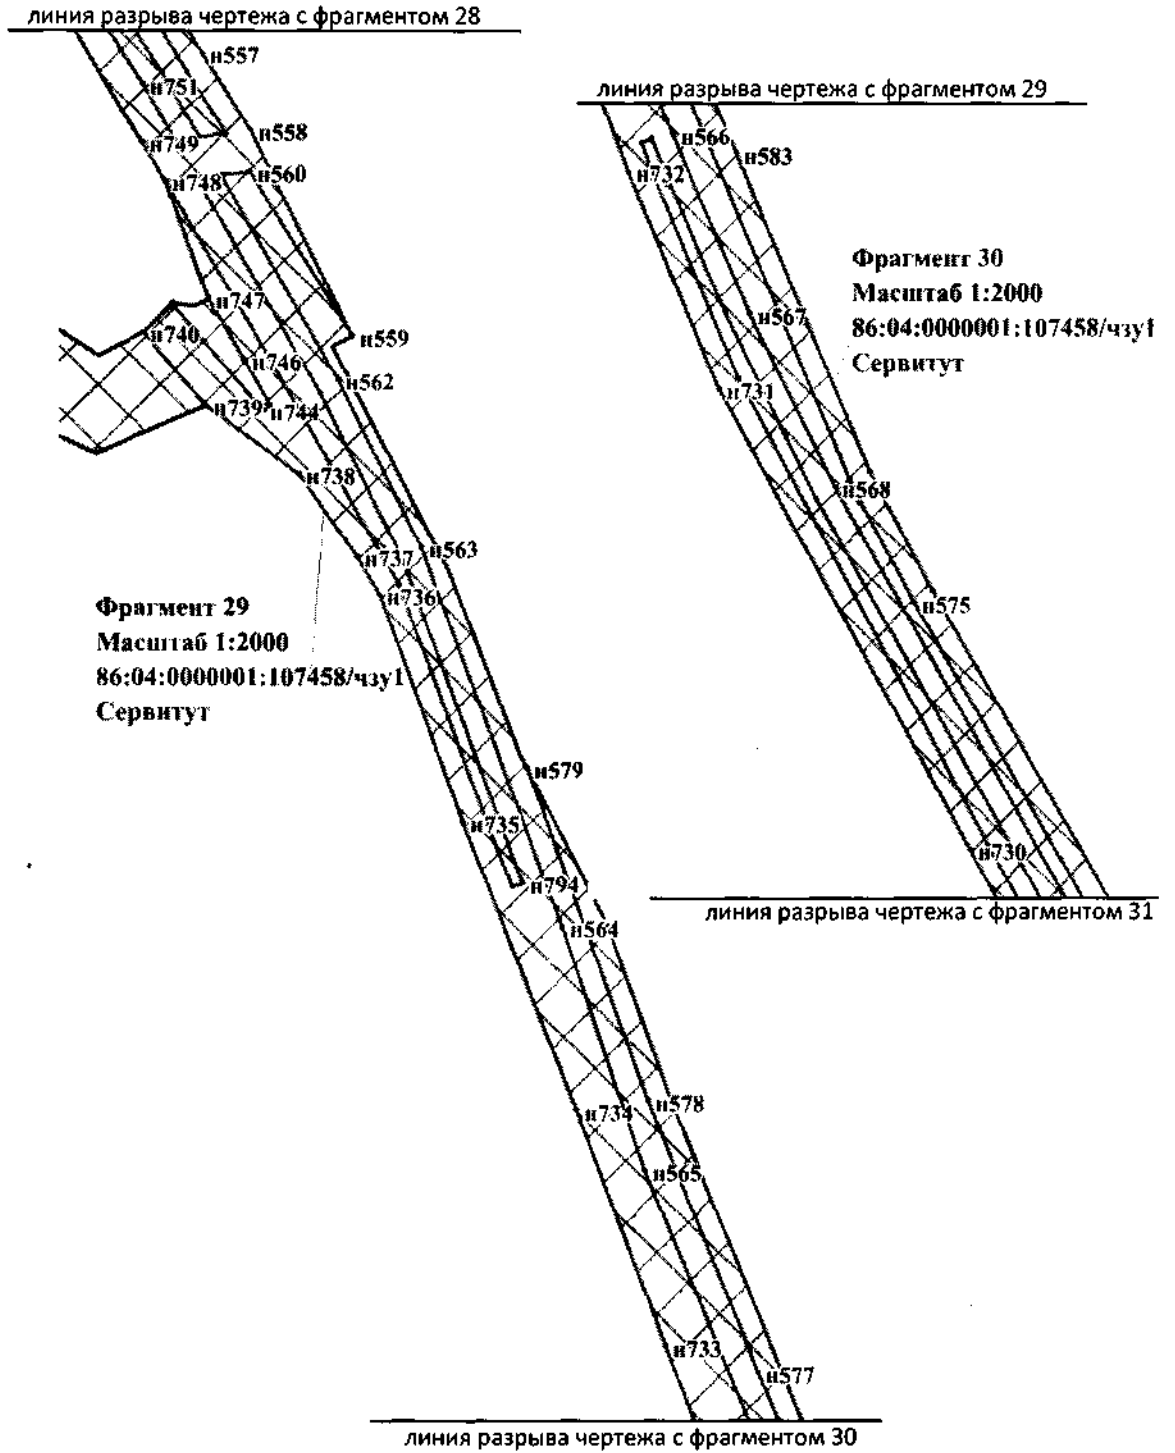 линия разрыва чертежа с фрагментом 28
н557
н751
н558
н749
н560
н748
н747
н740
н559
н746
н562
н739
н744
н738
н563
н737
н736
Фрагмент 29
Масштаб 1:2000
86:04:0000001:107458/чзу1
Сервитут
н579
н735
н794
н564
н734
н578
н565
н733
н577
линия разрыва чертежа с фрагментом 30
линия разрыва чертежа с фрагментом 29
н566
н583
н732
Фрагмент 30
Масштаб 1:2000
86:04:0000001:107458/чзу1
Сервитут
н567
н731
н568
н575
н730
линия разрыва чертежа с фрагментом 31